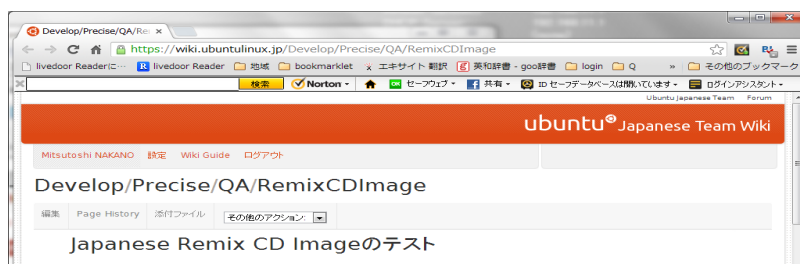 Develop/Precise/QA/Re
https://wiki.ubuntulinux.jp/Develop/Precise/QA/RemixCDImage
livedoor Readerに… livedoor Reader 地域 bookmarklet エキサイト 翻訳 英和辞書 - goo辞書 login Q » その他のブックマーク
検索 Norton セーフウェブ 共有 ID セーフデータベースは開いています ログインアシスタント
Ubuntu Japanese Team Forum
ubuntu Japanese Team Wiki
Mitsutoshi NAKANO 設定 Wiki Guide ログアウト
Develop/Precise/QA/RemixCDImage
編集 Page History 添付ファイル その他のアクション:
Japanese Remix CD Imageのテスト